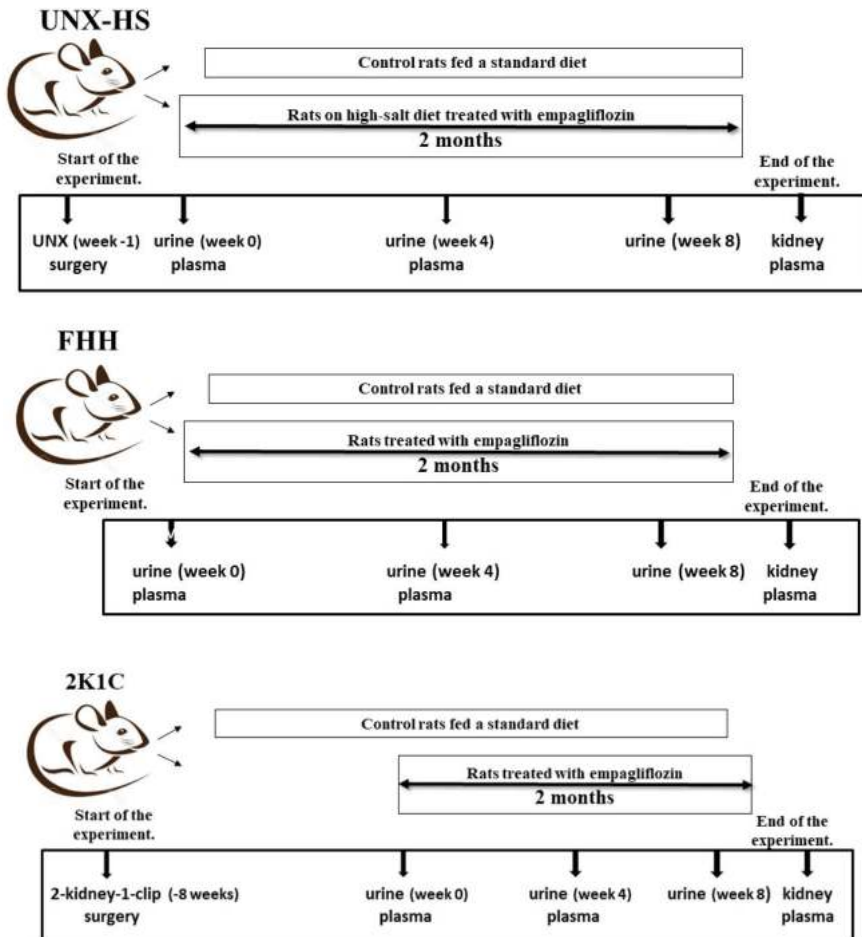 UNX-HS
Control rats fed a standard diet
Rats on high-salt diet treated with empagliflozin
2 months
Start of the
experiment.
End of the
experiment.
UNX (week -1)
surgery
urine (week 0)
plasma
urine (week 4)
plasma
urine (week 8)
kidney
plasma
FHH
Control rats fed a standard diet
Rats treated with empagliflozin
2 months
Start of the
experiment.
End of the
experiment.
urine (week 0)
plasma
urine (week 4)
plasma
urine (week 8)
kidney
plasma
2K1C
Control rats fed a standard diet
Rats treated with empagliflozin
2 months
Start of the
experiment.
End of the
experiment.
2-kidney-1-clip (-8 weeks)
surgery
urine (week 0)
plasma
urine (week 4)
plasma
urine (week 8)
kidney
plasma